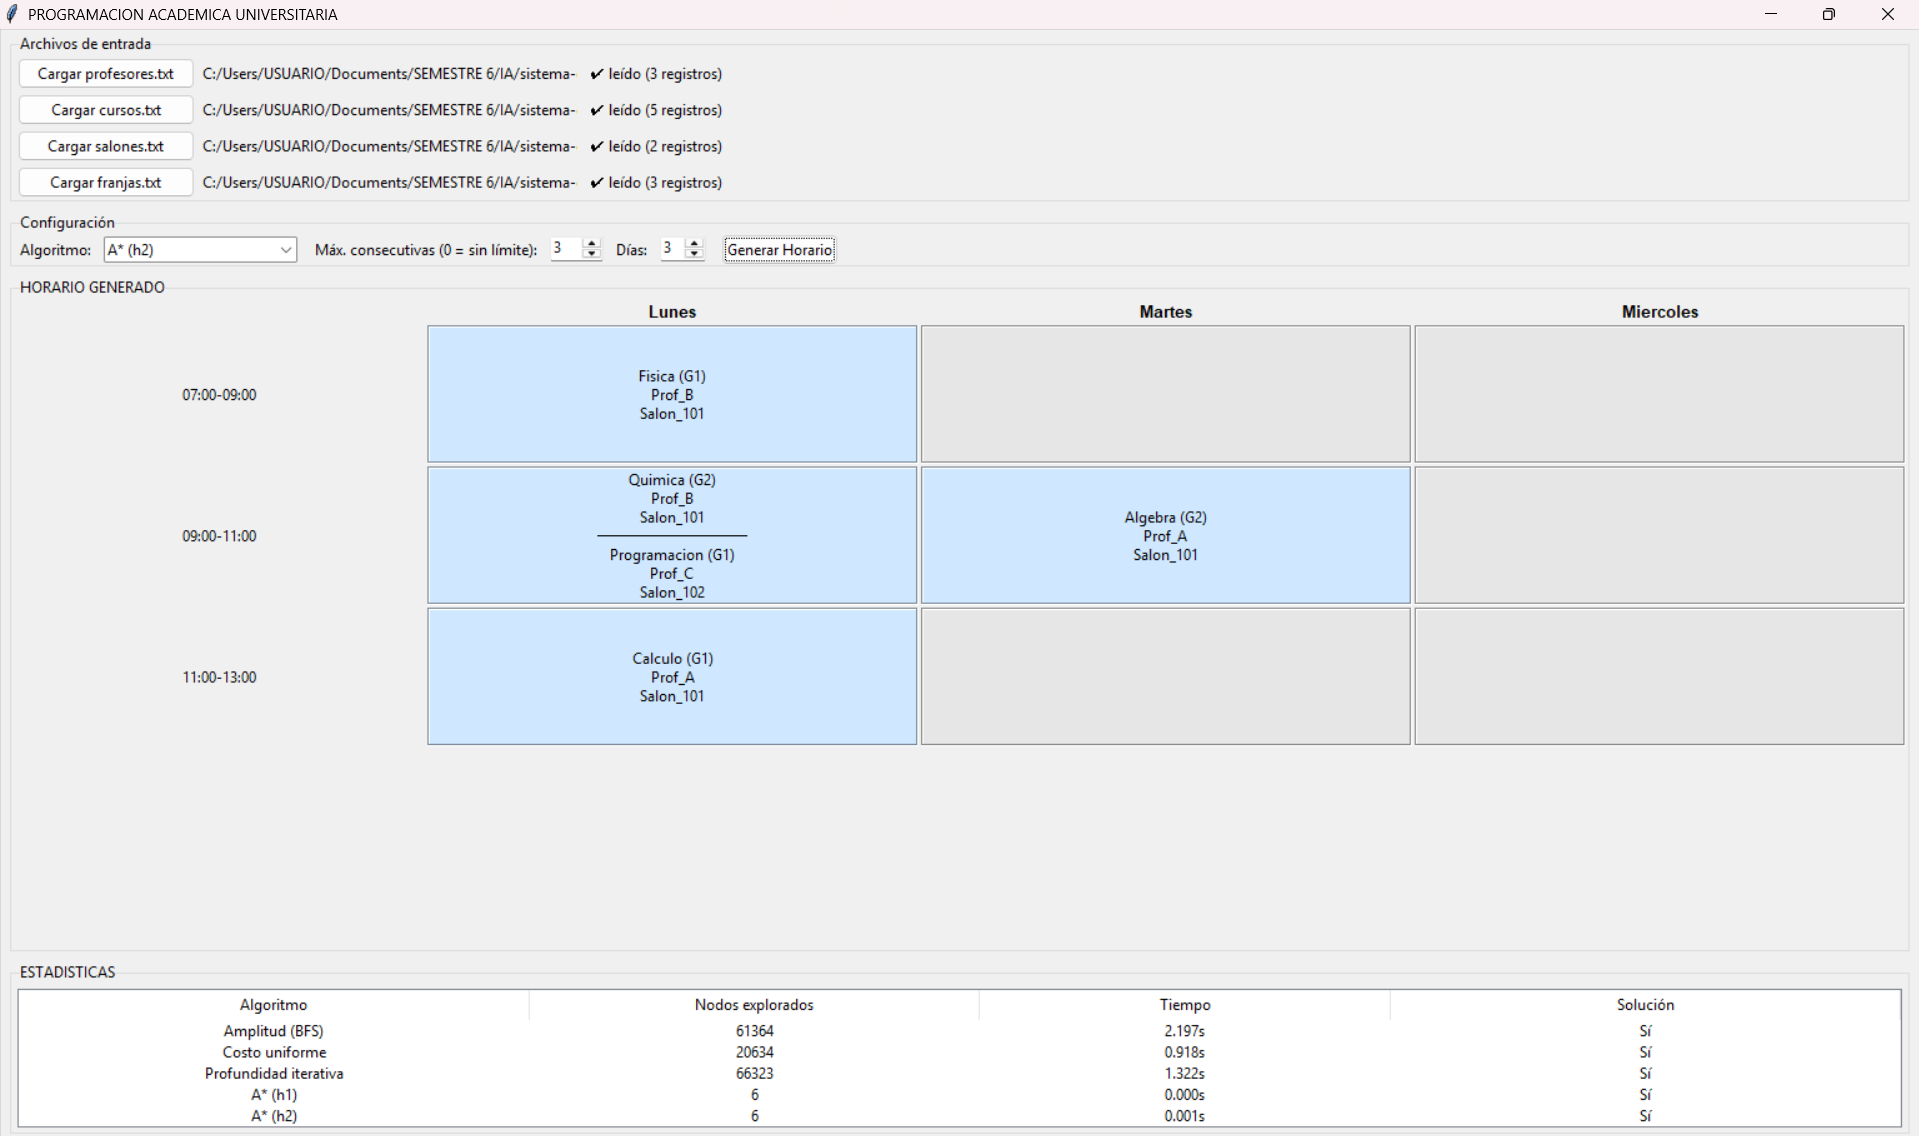 PROGRAMACION ACADEMICA UNIVERSITARIA
Archivos de entrada
Cargar profesores.txt C:/Users/USUARIO/Documents/SEMESTRE 6/IA/sistema- ✔ leído (3 registros)
Cargar cursos.txt C:/Users/USUARIO/Documents/SEMESTRE 6/IA/sistema- ✔ leído (5 registros)
Cargar salones.txt C:/Users/USUARIO/Documents/SEMESTRE 6/IA/sistema- ✔ leído (2 registros)
Cargar franjas.txt C:/Users/USUARIO/Documents/SEMESTRE 6/IA/sistema- ✔ leído (3 registros)
Configuración
Algoritmo: A* (h2) Máx. consecutivas (0 = sin límite): 3 Días: 3 Generar Horario
HORARIO GENERADO
Lunes Martes Miercoles
07:00-09:00
Fisica (G1)
Prof_B
Salon_101
09:00-11:00
Quimica (G2)
Prof_B
Salon_101
Programacion (G1)
Prof_C
Salon_102
Algebra (G2)
Prof_A
Salon_101
11:00-13:00
Calculo (G1)
Prof_A
Salon_101
ESTADISTICAS
Algoritmo Nodos explorados Tiempo Solución
Amplitud (BFS) 61364 2.197s Sí
Costo uniforme 20634 0.918s Sí
Profundidad iterativa 66323 1.322s Sí
A* (h1) 6 0.000s Sí
A* (h2) 6 0.001s Sí